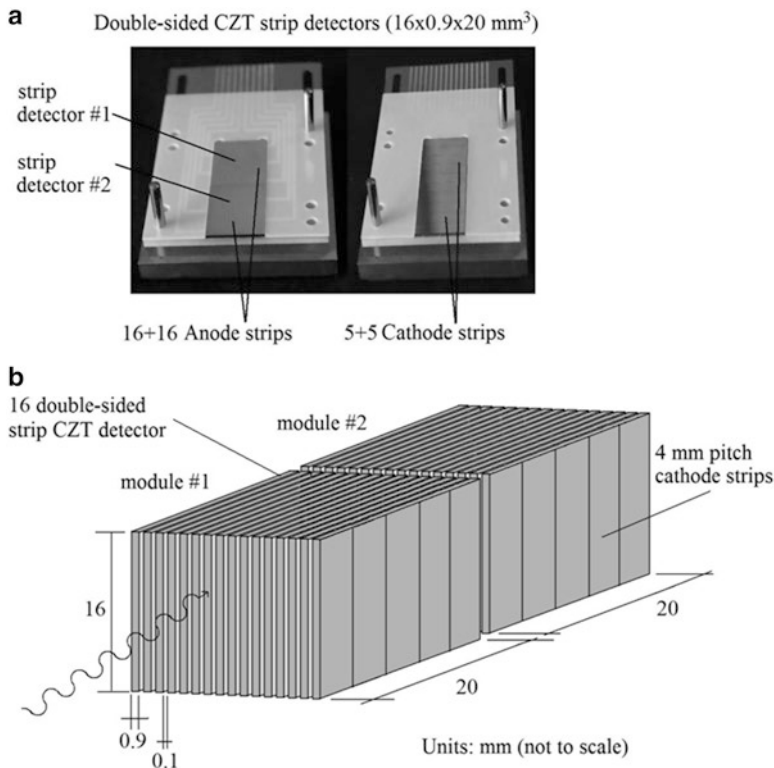 a
Double-sided CZT strip detectors (16x0.9x20 mm³)
strip
detector #1
strip
detector #2
16+16 Anode strips
5+5 Cathode strips
b
16 double-sided
strip CZT detector
module #2
module #1
4 mm pitch
cathode strips
16
20
20
0.9
0.1
Units: mm (not to scale)